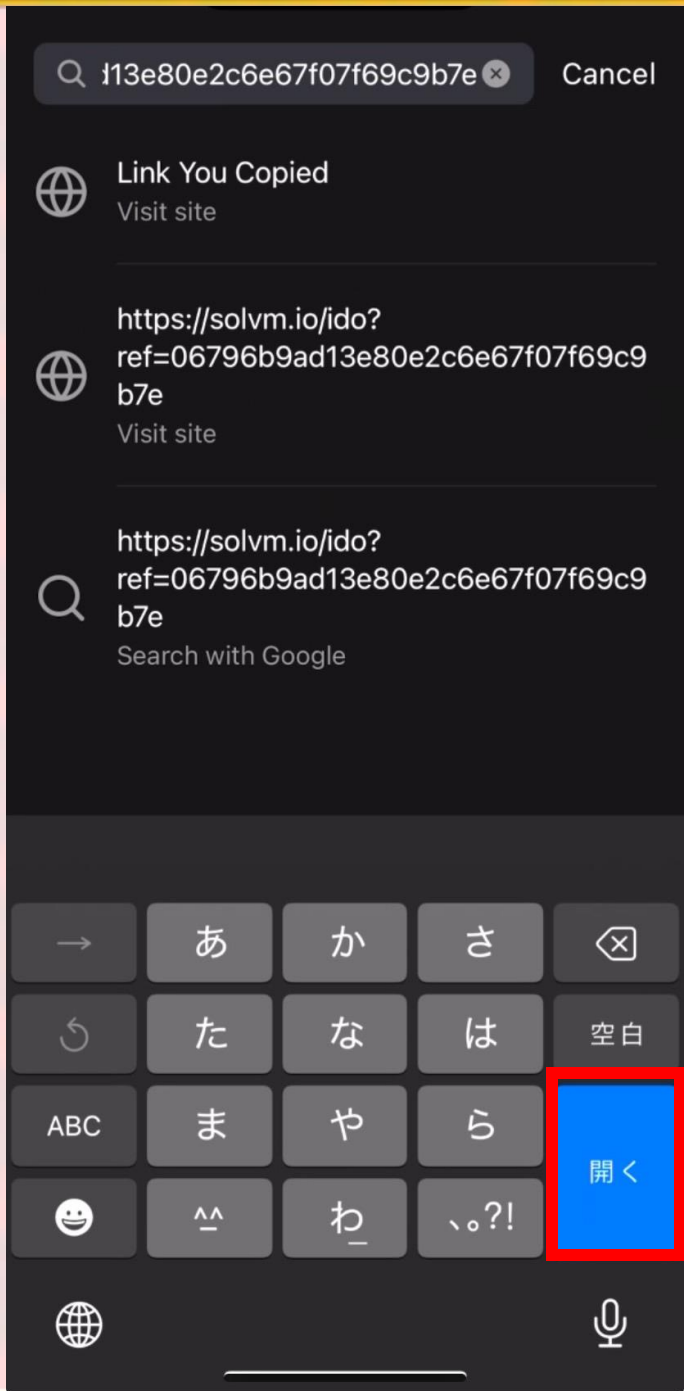 d13e80e2c6e67f07f69c9b7e
Cancel
Link You Copied
Visit site
https://solvm.io/ido?
ref=06796b9ad13e80e2c6e67f07f69c9
b7e
Visit site
https://solvm.io/ido?
ref=06796b9ad13e80e2c6e67f07f69c9
b7e
Search with Google
→ あ か さ
た な は 空白
ABC ま や ら
開く
^^ わ 、。?!